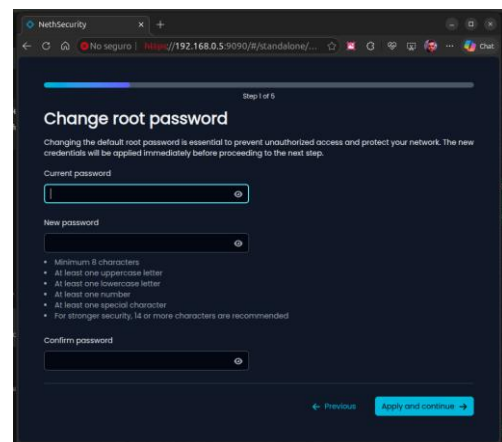 NethSecurity
No seguro https://192.168.0.5:9090/#/standalone/... Chat
Step 1 of 5
Change root password
Changing the default root password is essential to prevent unauthorized access and protect your network. The new
credentials will be applied immediately before proceeding to the next step.
Current password
New password
• Minimum 8 characters
• At least one uppercase letter
• At least one lowercase letter
• At least one number
• At least one special character
• For stronger security, 14 or more characters are recommended
Confirm password
← Previous
Apply and continue →